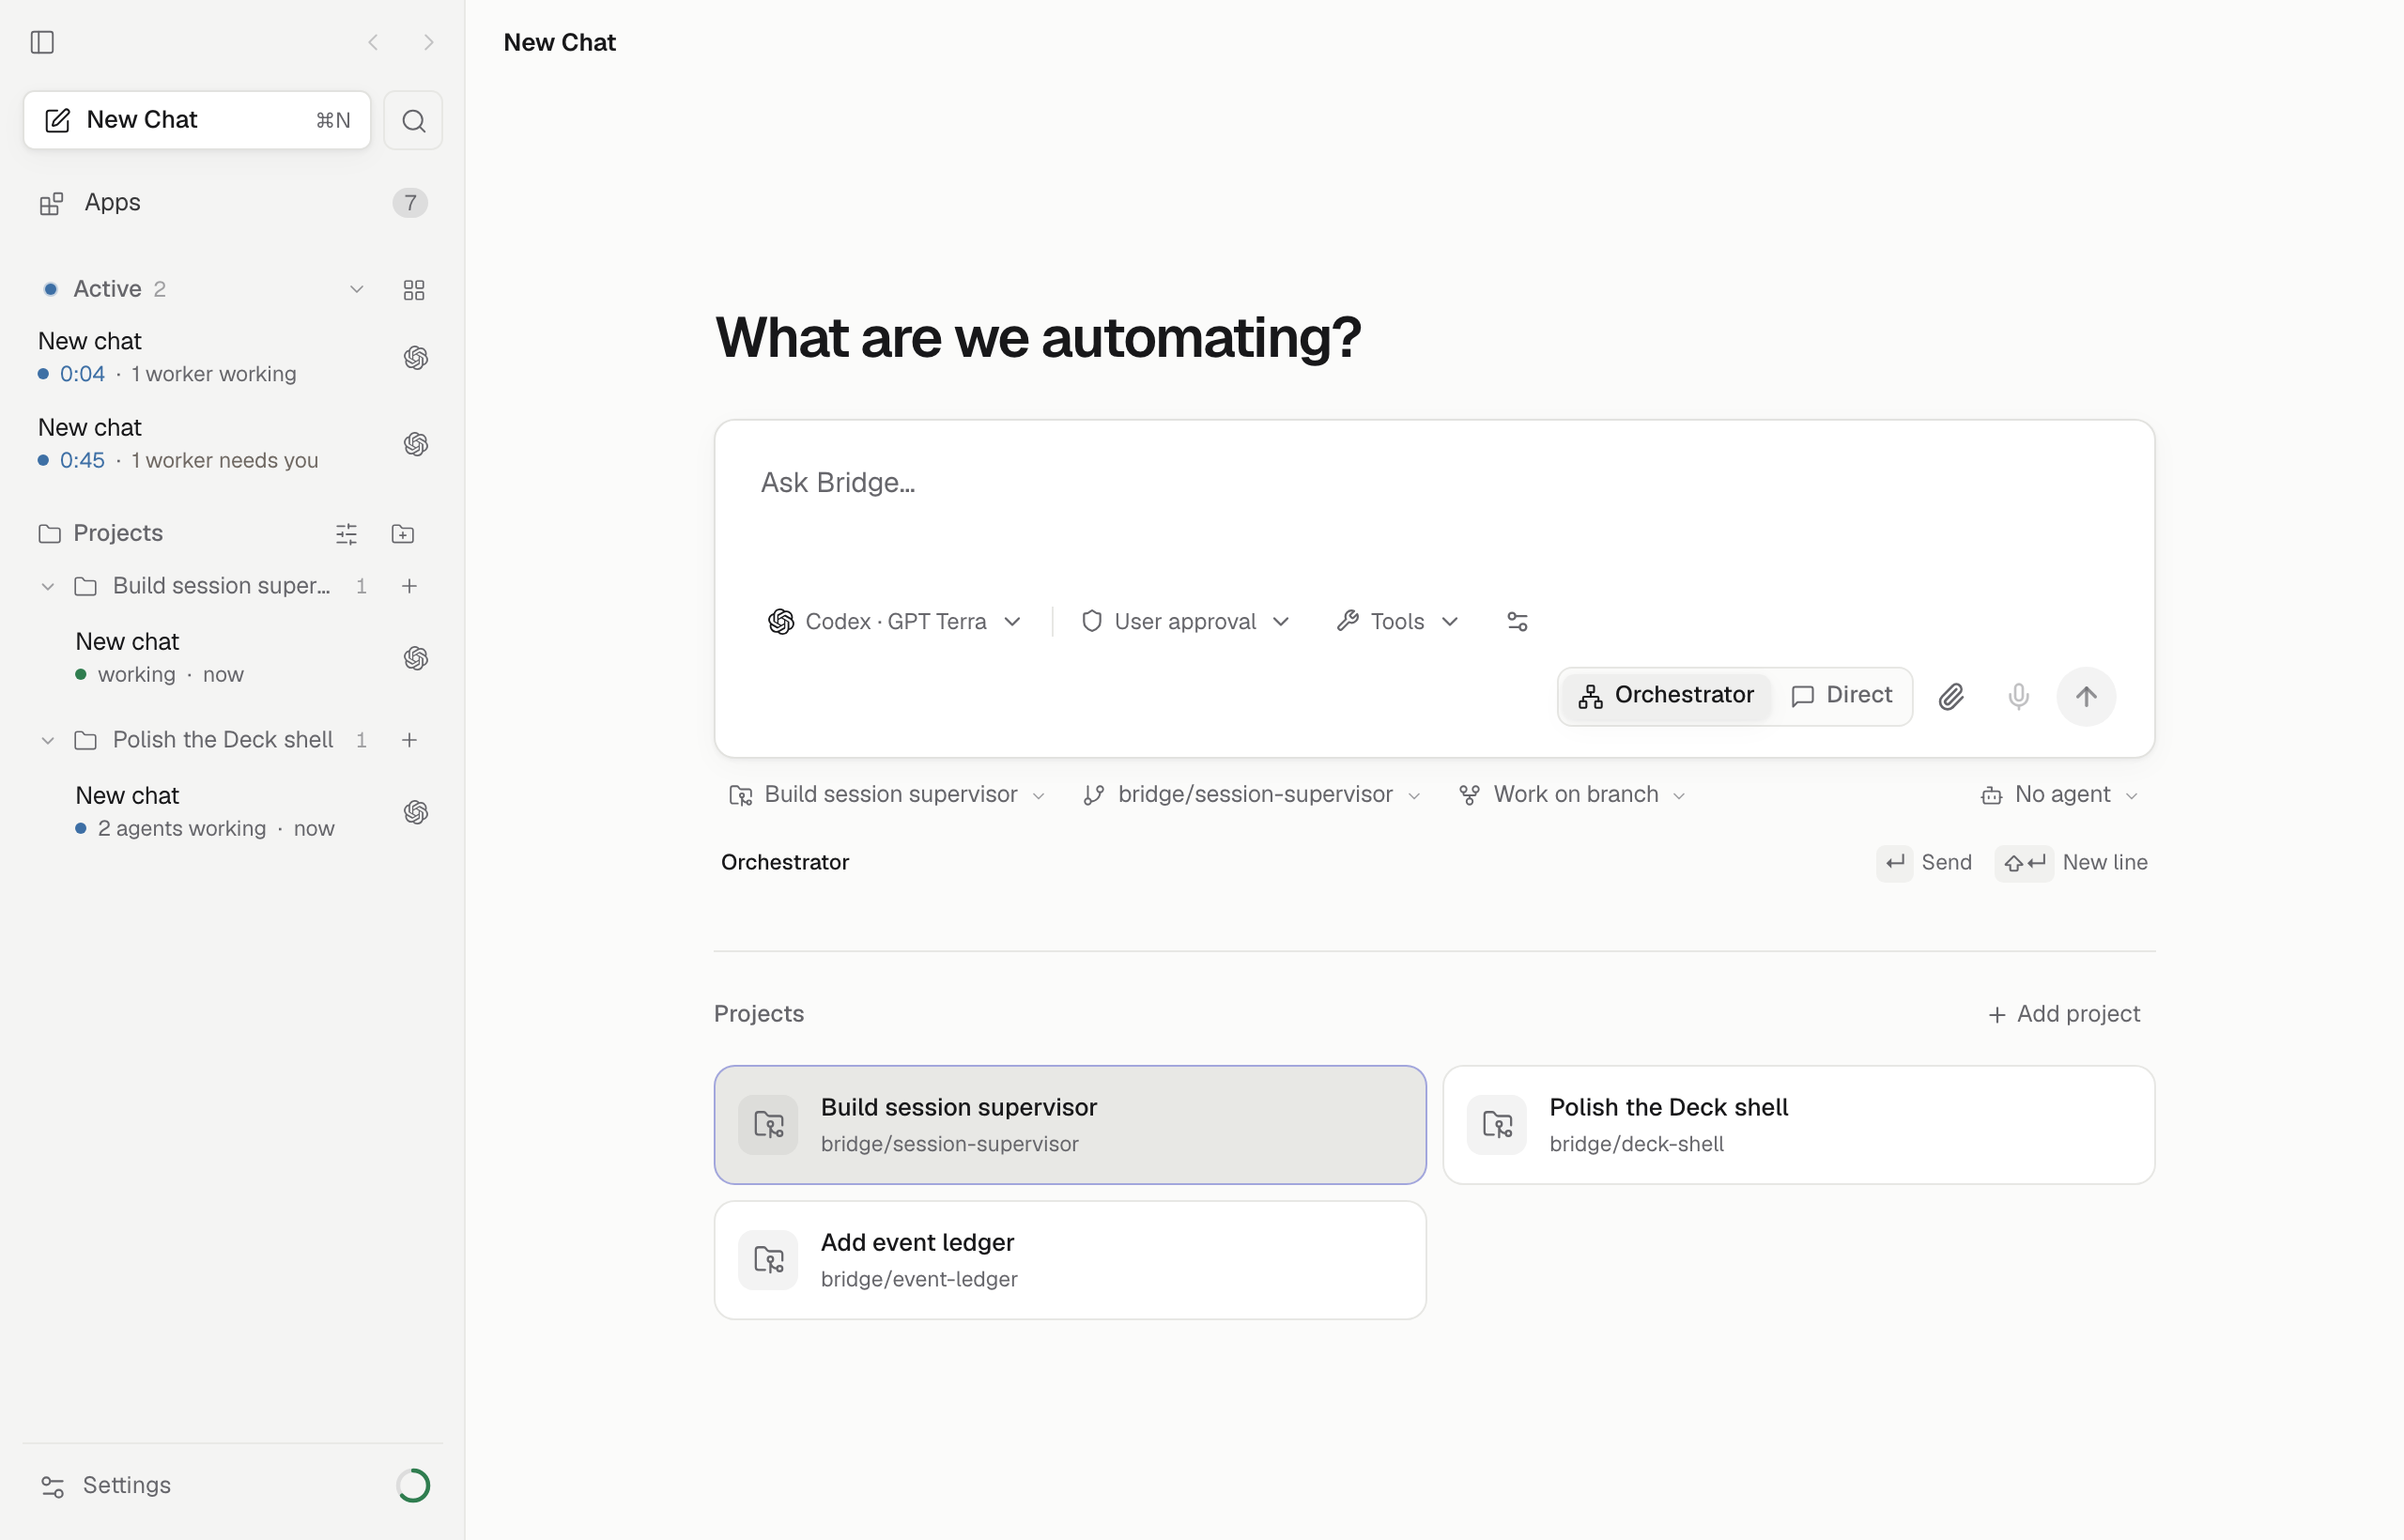 New Chat
New Chat ⌘N
Apps 7
Active 2
New chat
0:04 · 1 worker working
New chat
0:45 · 1 worker needs you
Projects
Build session super... 1
New chat
working · now
Polish the Deck shell 1
New chat
2 agents working · now
Settings
What are we automating?
Ask Bridge...
Codex · GPT Terra
User approval
Tools
Orchestrator
Direct
Build session supervisor
bridge/session-supervisor
Work on branch
No agent
Orchestrator
Send
New line
Projects
Add project
Build session supervisor
bridge/session-supervisor
Polish the Deck shell
bridge/deck-shell
Add event ledger
bridge/event-ledger